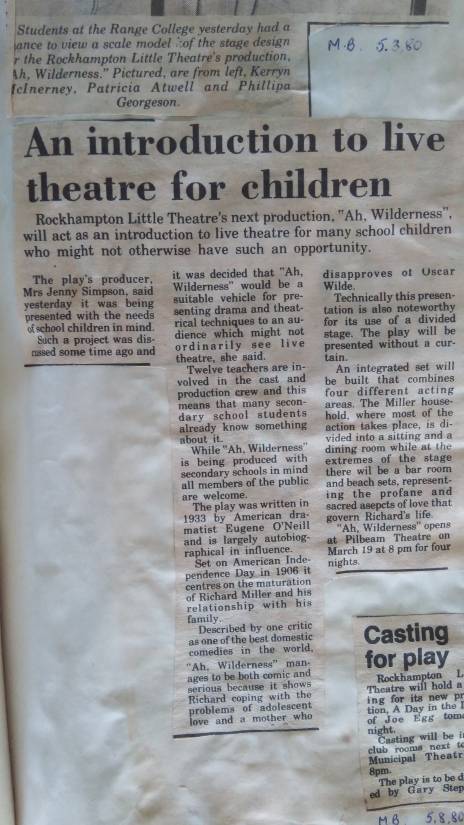 Students at the Range College yesterday had a
ance to view a scale model of the stage design
r the Rockhampton Little Theatre's production,
Ah, Wilderness." Pictured, are from left, Kerryn
cInerney, Patricia Atwell and Phillipa
Georgeson.
M.B. 5.3.80
An introduction to live
theatre for children
Rockhampton Little Theatre's next production, "Ah, Wilderness",
will act as an introduction to live theatre for many school children
who might not otherwise have such an opportunity.
The play's producer,
Mrs Jenny Simpson, said
yesterday it was being
presented with the needs
of school children in mind.
Such a project was dis-
cussed some time ago and
it was decided that "Ah,
Wilderness" would be a
suitable vehicle for pre-
senting drama and theat-
rical techniques to an au-
dience which might not
ordinarily see live
theatre, she said.
Twelve teachers are in-
volved in the cast and
production crew and this
means that many secon-
dary school students
already know something
about it.
While "Ah, Wilderness"
is being produced with
secondary schools in mind
all members of the public
are welcome.
The play was written in
1933 by American dra-
matist Eugene O'Neill
and is largely autobiog-
raphical in influence.
Set on American Inde-
pendence Day in 1906 it
centres on the maturation
of Richard Miller and his
relationship with his
family.
Described by one critic
as one of the best domestic
comedies in the world,
"Ah, Wilderness" man-
ages to be both comic and
serious because it shows
Richard coping with the
problems of adolescent
love and a mother who
disapproves of Oscar
Wilde.
Technically this presen-
tation is also noteworthy
for its use of a divided
stage. The play will be
presented without a cur-
tain.
An integrated set will
be built that combines
four different acting
areas. The Miller house-
hold, where most of the
action takes place, is di-
vided into a sitting and a
dining room while at the
extremes of the stage
there wil be a bar room
and beach sets, represent-
ing the profane and
sacred asepcts of love that
govern Richard's life.
"Ah, Wilderness" opens
at Pilbeam Theatre on
March 19 at 8 pm for four
nights.
Casting
for play
Rockhampton L
Theatre will hold a
ing for its new pr
tion, A Day in the
of Joe Egg tomo
night.
Casting will be i
club rooms next to
Municipal Theatr
8pm.
The play is to be d
ed by Gary Step
M.B. 5.8.80